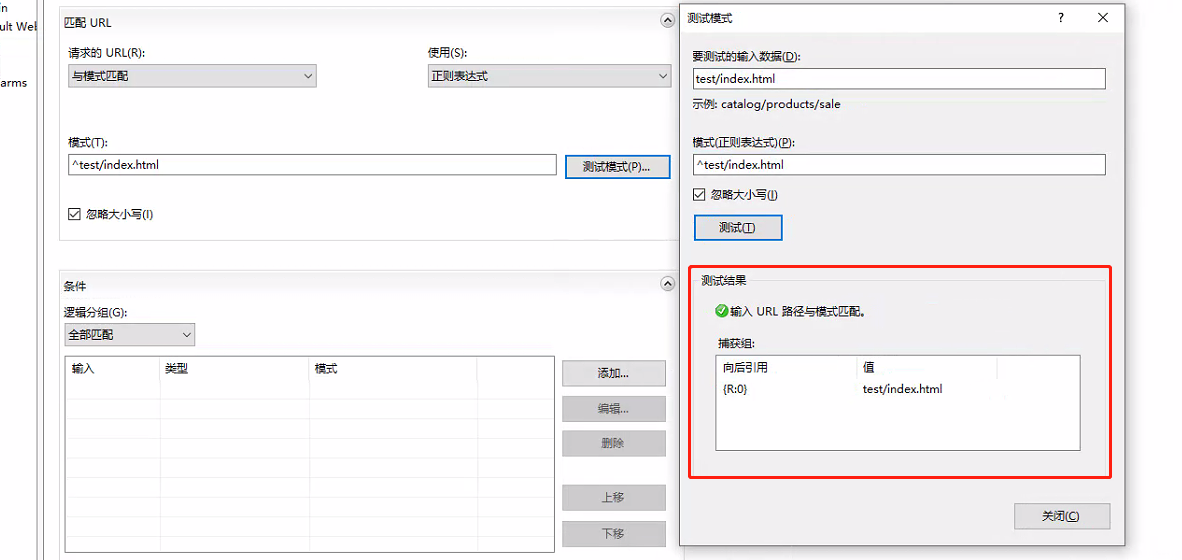 in
ult Wel
arms
匹配 URL
请求的 URL(R):
使用(S):
与模式匹配
正则表达式
模式(T):
^test/index.html
测试模式(P)...
忽略大小写(I)
条件
逻辑分组(G):
全部匹配
输入
类型
模式
添加...
编辑...
删除
上移
下移
测试模式
?
要测试的输入数据(D):
test/index.html
示例: catalog/products/sale
模式(正则表达式)(P):
^test/index.html
忽略大小写(I)
测试(T)
测试结果
输入 URL 路径与模式匹配。
捕获组:
向后引用
值
{R:0}
test/index.html
关闭(C)